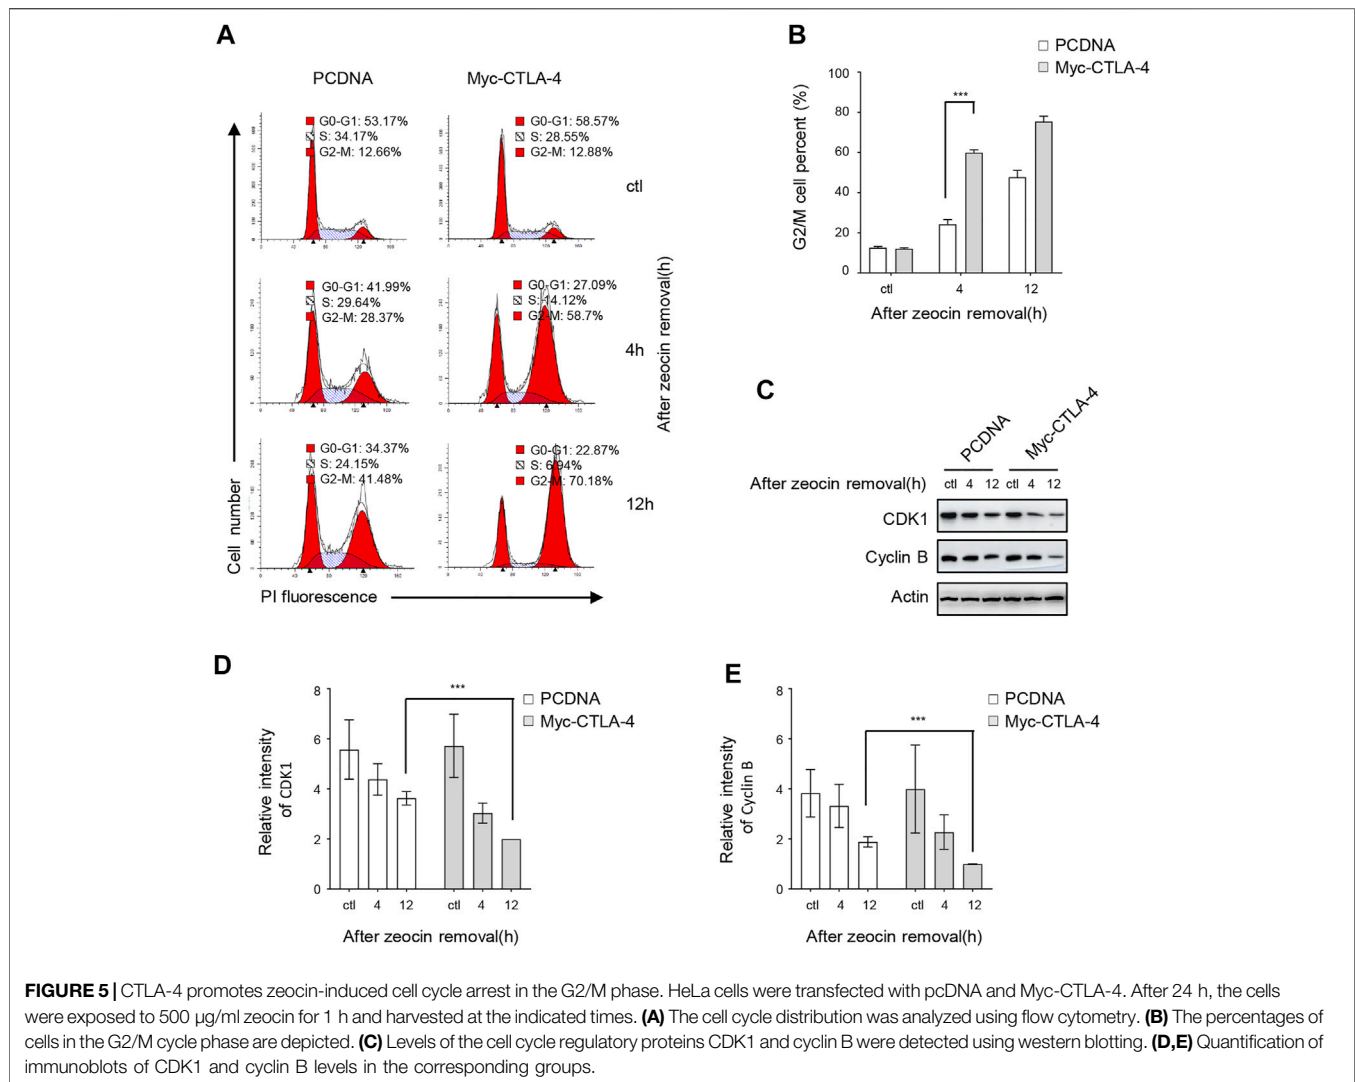 A
PCDNA
Myc-CTLA-4
G0-G1: 53.17%
S: 34.17%
G2-M: 12.66%
G0-G1: 58.57%
S: 28.55%
G2-M: 12.88%
ctl
G0-G1: 41.99%
S: 29.64%
G2-M: 28.37%
G0-G1: 27.09%
S: 14.12%
G2-M: 58.7%
4h
G0-G1: 34.37%
S: 24.15%
G2-M: 41.48%
G0-G1: 22.87%
S: 6.94%
G2-M: 70.18%
12h
After zeocin removal(h)
Cell number
PI fluorescence
B
PCDNA
Myc-CTLA-4
G2/M cell percent (%)
100
80
60
40
20
0
***
ctl 4 12
After zeocin removal(h)
C
PCDNA
Myc-CTLA-4
After zeocin removal(h) ctl 4 12 ctl 4 12
CDK1
Cyclin B
Actin
D
Relative intensity
of CDK1
8
6
4
2
0
***
PCDNA
Myc-CTLA-4
ctl 4 12 ctl 4 12
After zeocin removal(h)
E
Relative intensity
of Cyclin B
8
6
4
2
0
***
PCDNA
Myc-CTLA-4
ctl 4 12 ctl 4 12
After zeocin removal(h)
FIGURE 5 | CTLA-4 promotes zeocin-induced cell cycle arrest in the G2/M phase. HeLa cells were transfected with pcDNA and Myc-CTLA-4. After 24 h, the cells
were exposed to 500 μg/ml zeocin for 1 h and harvested at the indicated times. (A) The cell cycle distribution was analyzed using flow cytometry. (B) The percentages of
cells in the G2/M cycle phase are depicted. (C) Levels of the cell cycle regulatory proteins CDK1 and cyclin B were detected using western blotting. (D,E) Quantification of
immunoblots of CDK1 and cyclin B levels in the corresponding groups.